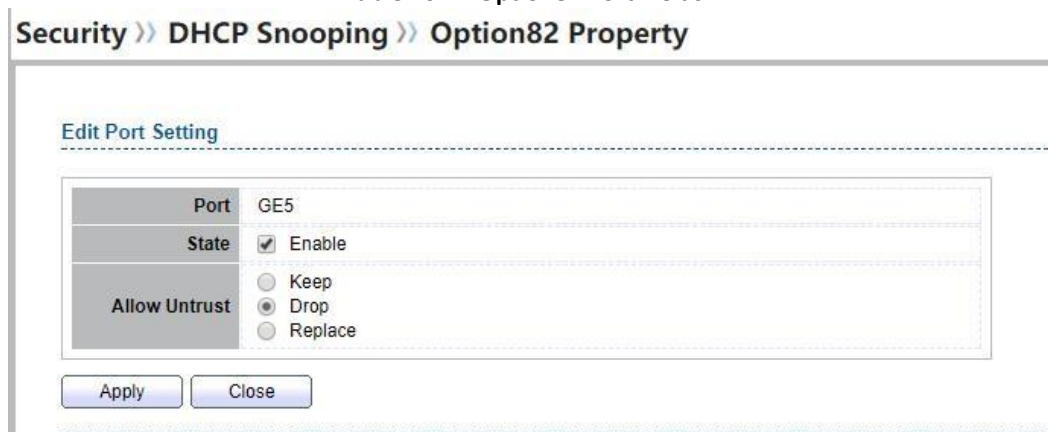 Security 》 DHCP Snooping 》 Option82 Property
Edit Port Setting
Port GE5
State Enable
Allow Untrust Keep
Drop
Replace
Apply Close